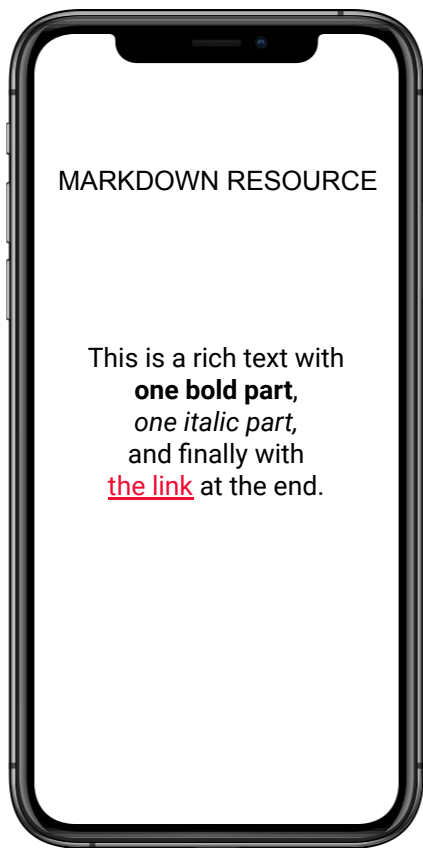 MARKDOWN RESOURCE
This is a rich text with
one bold part,
one italic part,
and finally with
the link at the end.